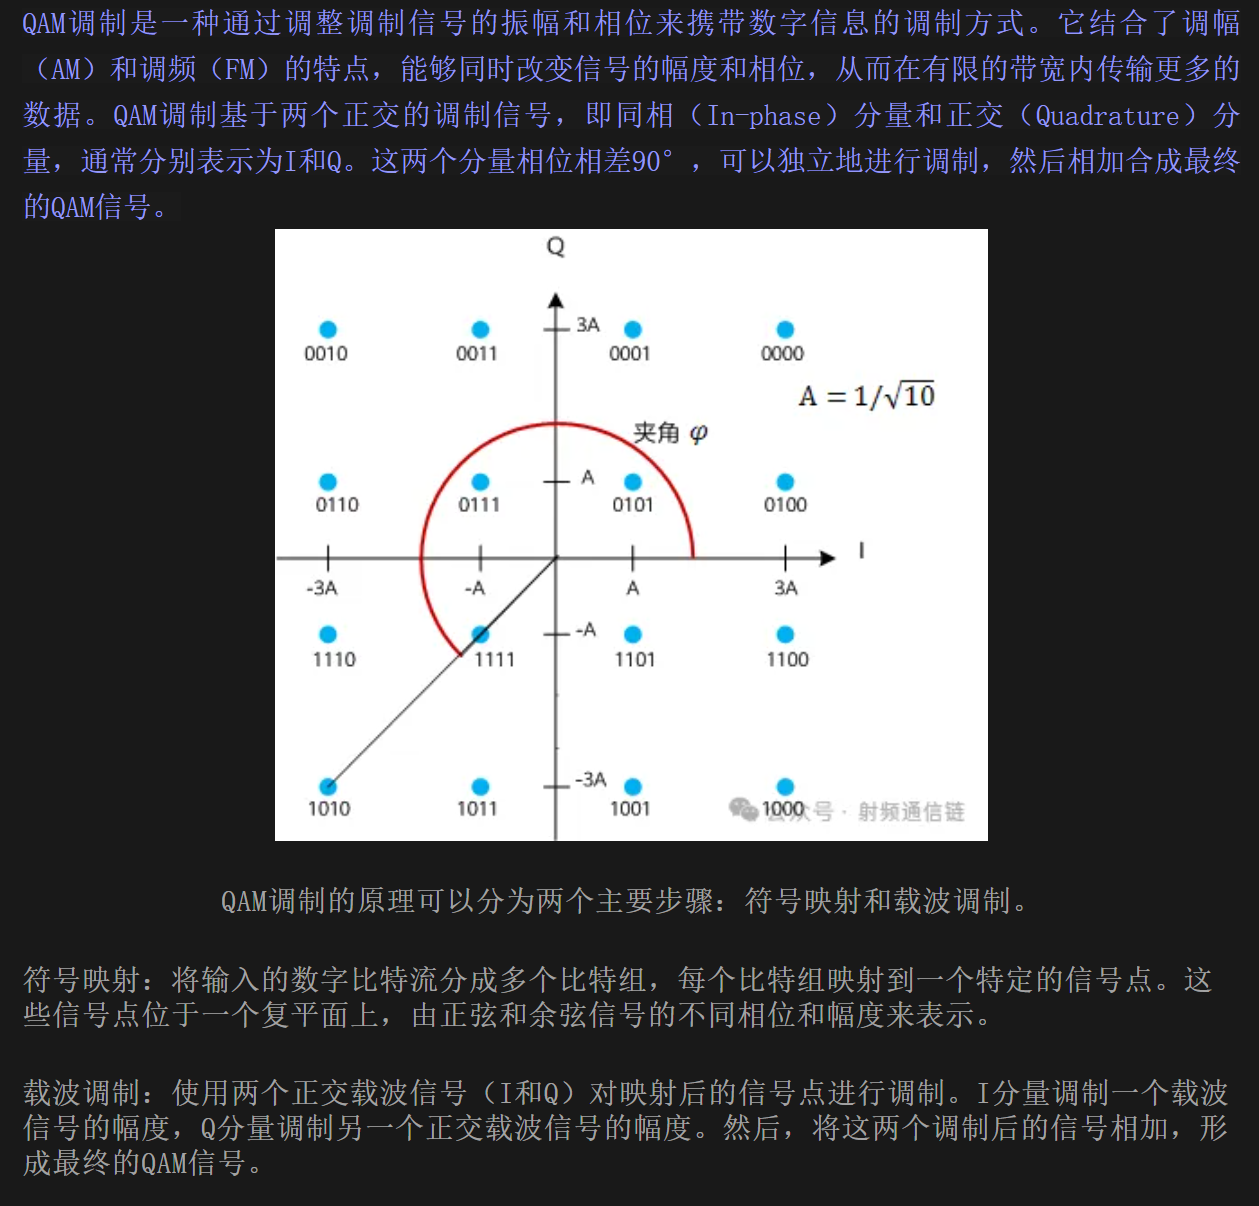 QAM调制是一种通过调整调制信号的振幅和相位来携带数字信息的调制方式。它结合了调幅
（AM）和调频（FM）的特点，能够同时改变信号的幅度和相位，从而在有限的带宽内传输更多的
数据。QAM调制基于两个正交的调制信号，即同相（In-phase）分量和正交（Quadrature）分
量，通常分别表示为I和Q。这两个分量相位相差90°，可以独立地进行调制，然后相加合成最终
的QAM信号。
Q
3A
0010 0011 0001 0000
A = 1/√10
夹角 φ
A
0110 0111 0101 0100
I
-3A -A A 3A
-A
1110 1111 1101 1100
-3A
1010 1011 1001 1000
公众号 · 射频通信链
QAM调制的原理可以分为两个主要步骤：符号映射和载波调制。
符号映射：将输入的数字比特流分成多个比特组，每个比特组映射到一个特定的信号点。这
些信号点位于一个复平面上，由正弦和余弦信号的不同相位和幅度来表示。
载波调制：使用两个正交载波信号（I和Q）对映射后的信号点进行调制。I分量调制一个载波
信号的幅度，Q分量调制另一个正交载波信号的幅度。然后，将这两个调制后的信号相加，形
成最终的QAM信号。